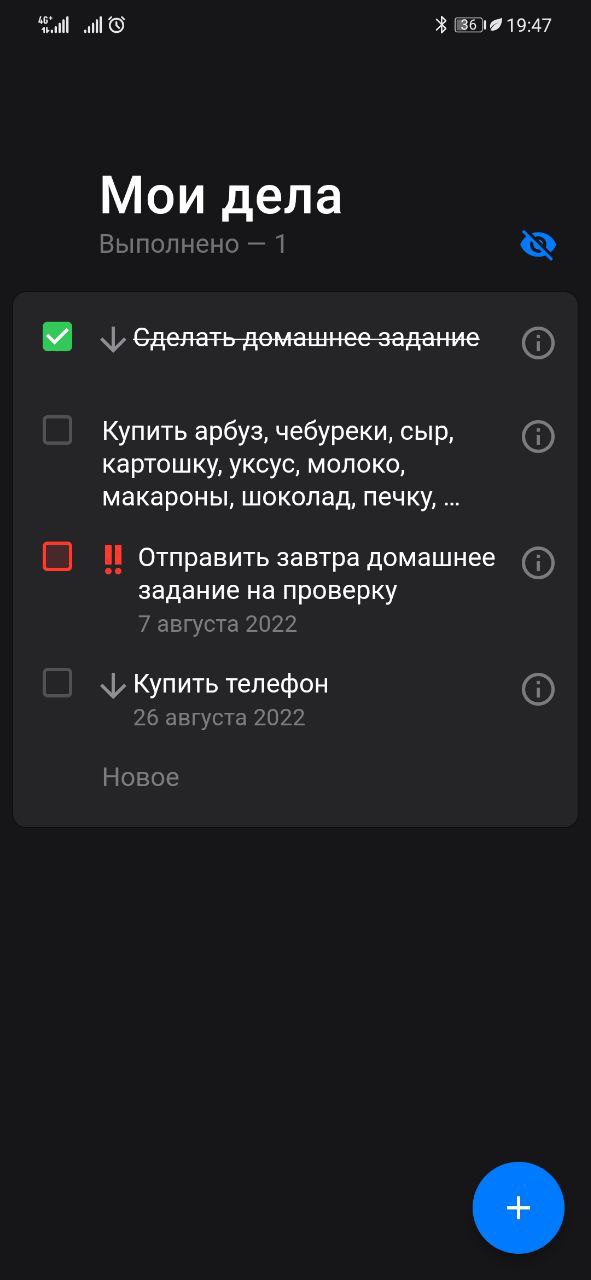 4G+ 36 19:47
Мои дела
Выполнено — 1
Сделать домашнее задание
Купить арбуз, чебуреки, сыр,
картошку, уксус, молоко,
макароны, шоколад, печку, ...
!! Отправить завтра домашнее
задание на проверку
7 августа 2022
Купить телефон
26 августа 2022
Новое